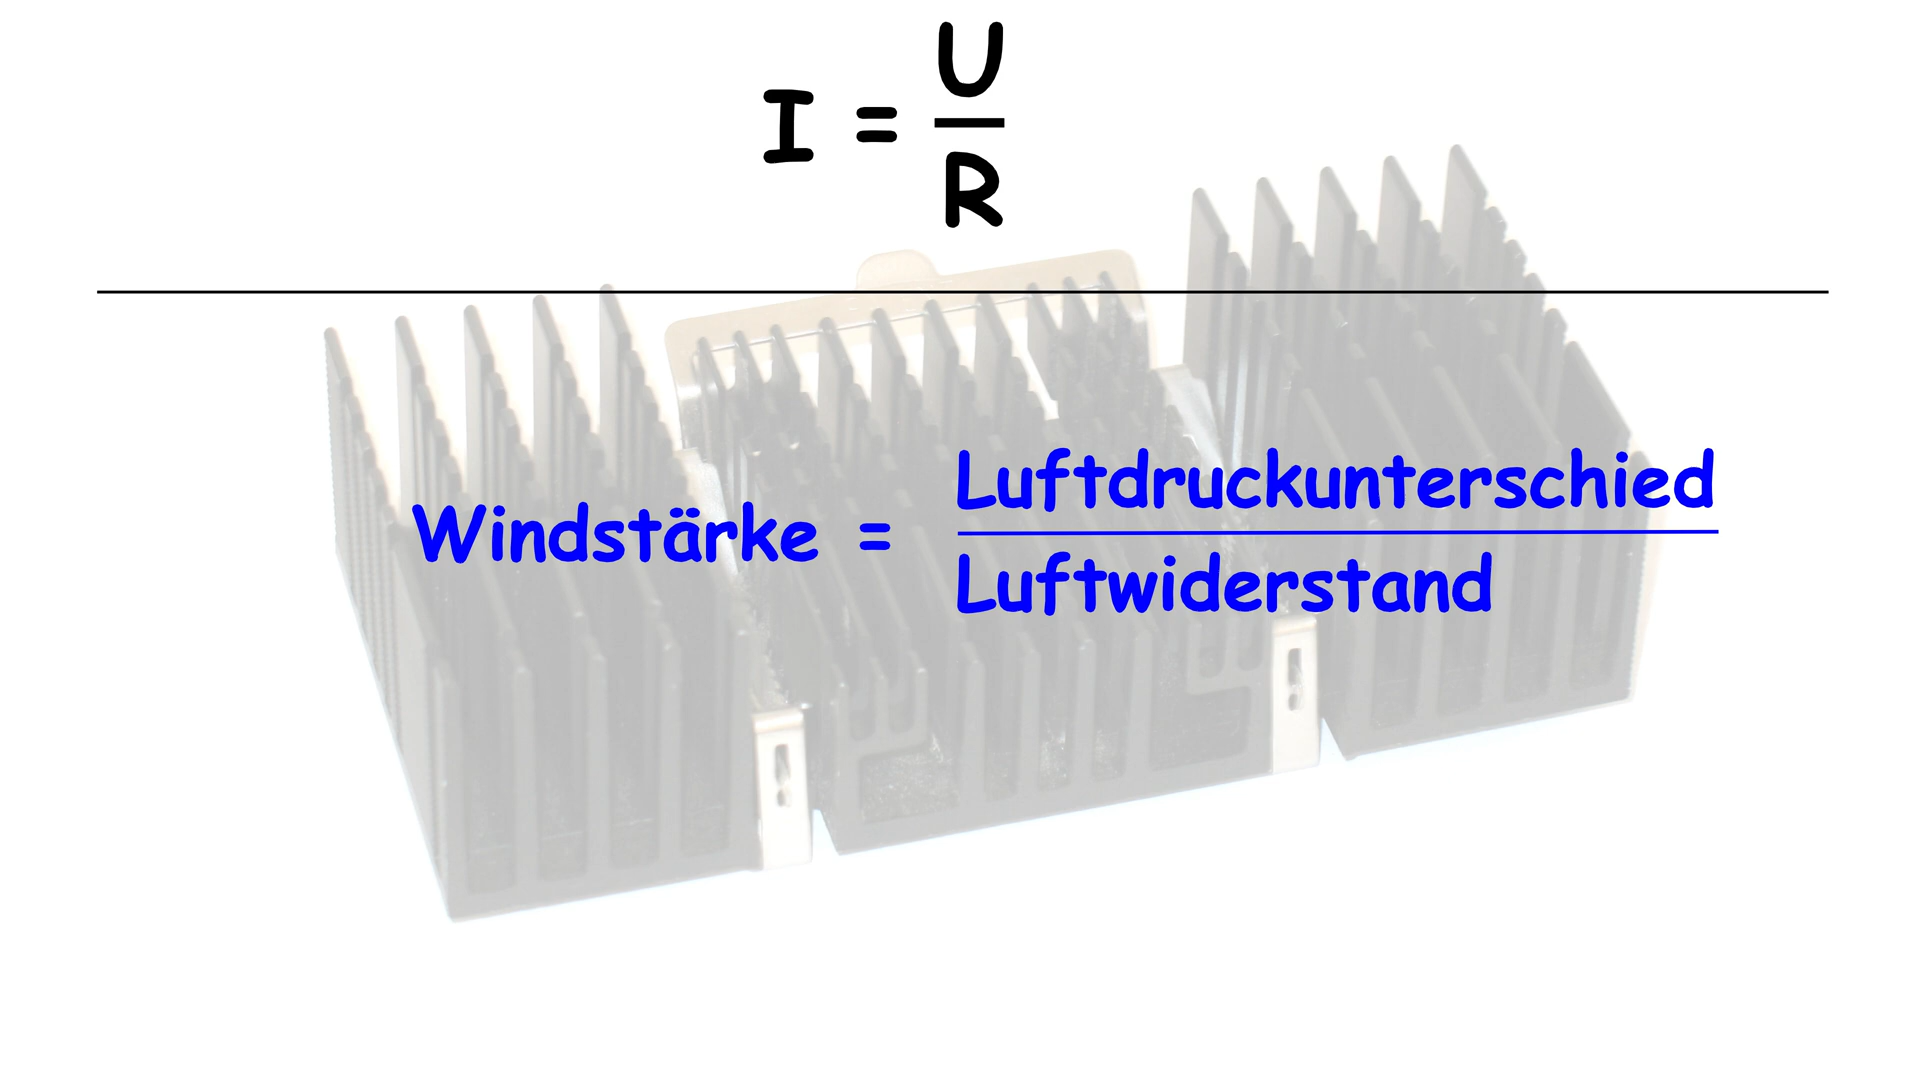 I = U/R
Windstärke = Luftdruckunterschied
Luftwiderstand